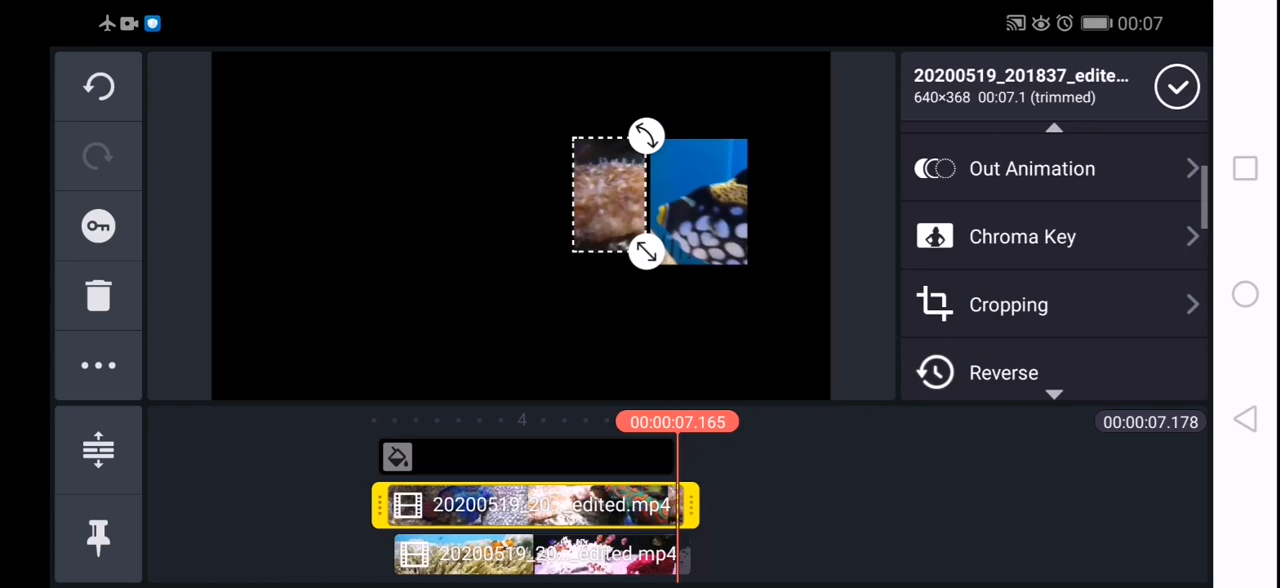 00:07
20200519_201837_edite...
640×368 00:07.1 (trimmed)
Out Animation
Chroma Key
Cropping
Reverse
4
00:00:07.165
00:00:07.178
20200519_20..._edited.mp4
20200519_20..._edited.mp4